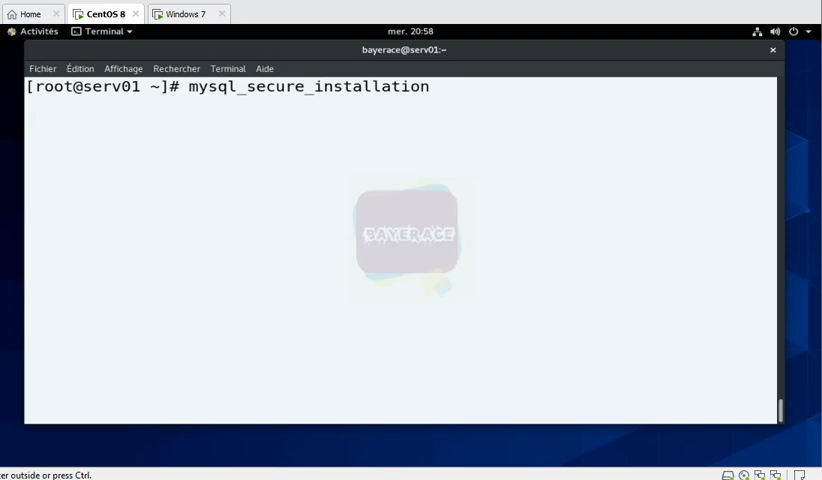 Home
CentOS 8
Windows 7
Activités
Terminal
mer. 20:58
bayerace@serv01:~
Fichier Édition Affichage Rechercher Terminal Aide
[root@serv01 ~]# mysql_secure_installation
BAYERACE
er outside or press Ctrl.